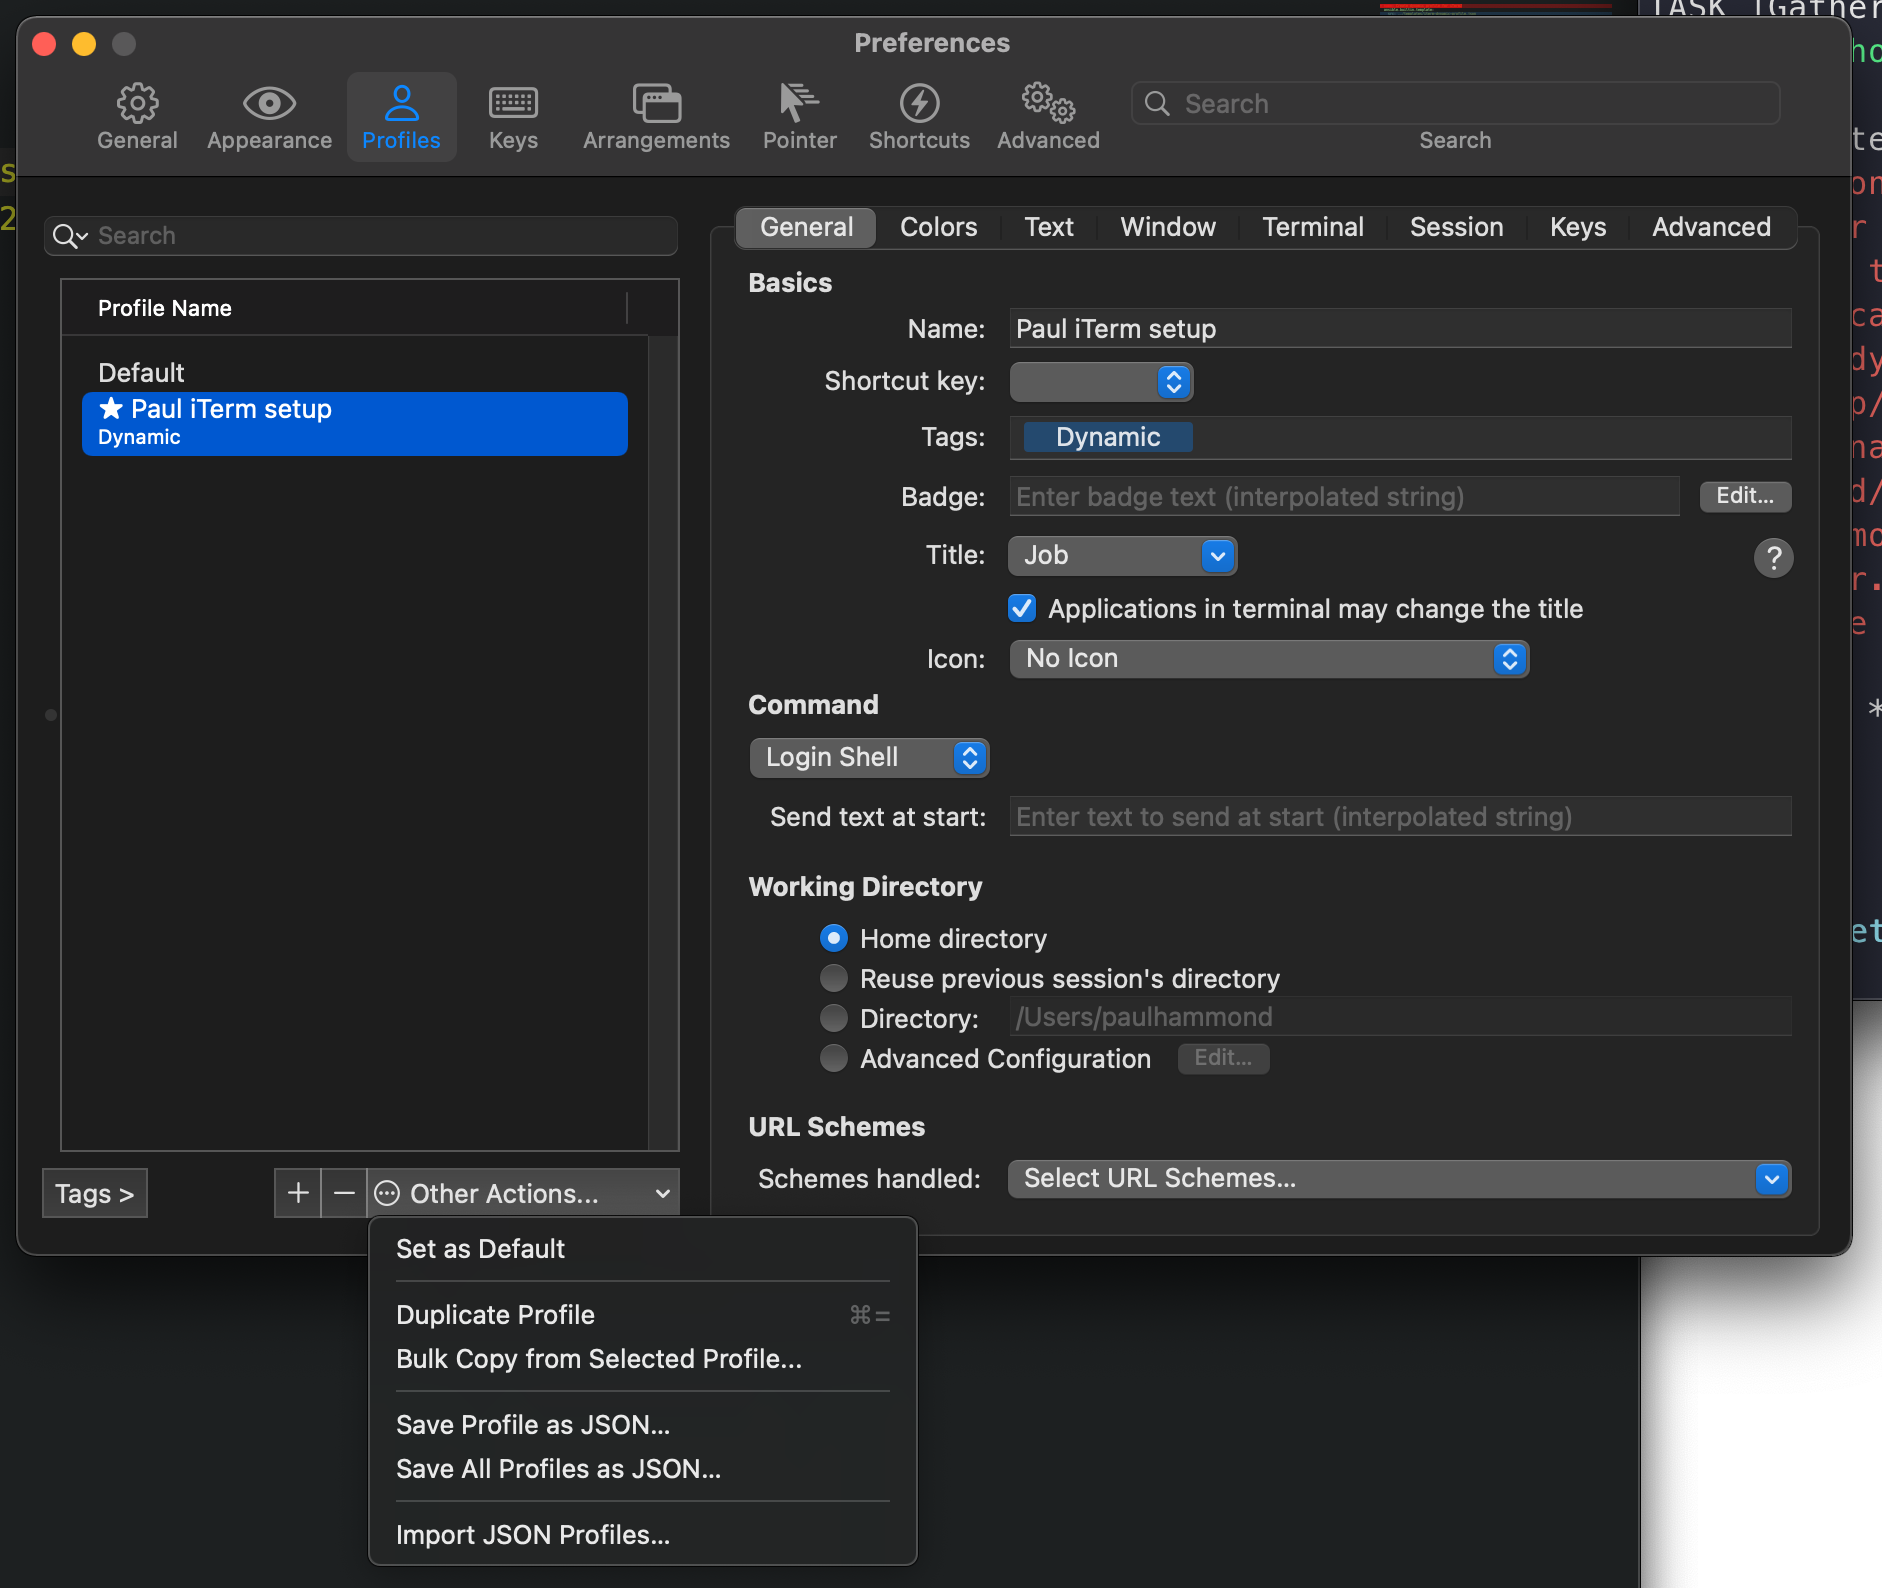 TASK [Gather
Preferences
General
Appearance
Profiles
Keys
Arrangements
Pointer
Shortcuts
Advanced
Search
Search
Search
Profile Name
Default
★ Paul iTerm setup
Dynamic
Tags >
+
−
Other Actions...
General
Colors
Text
Window
Terminal
Session
Keys
Advanced
Basics
Name: Paul iTerm setup
Shortcut key:
Tags: Dynamic
Badge: Enter badge text (interpolated string) Edit...
Title: Job
?
Applications in terminal may change the title
Icon: No Icon
Command
Login Shell
Send text at start: Enter text to send at start (interpolated string)
Working Directory
Home directory
Reuse previous session's directory
Directory: /Users/paulhammond
Advanced Configuration Edit...
URL Schemes
Schemes handled: Select URL Schemes...
Set as Default
Duplicate Profile ⌘=
Bulk Copy from Selected Profile...
Save Profile as JSON...
Save All Profiles as JSON...
Import JSON Profiles...